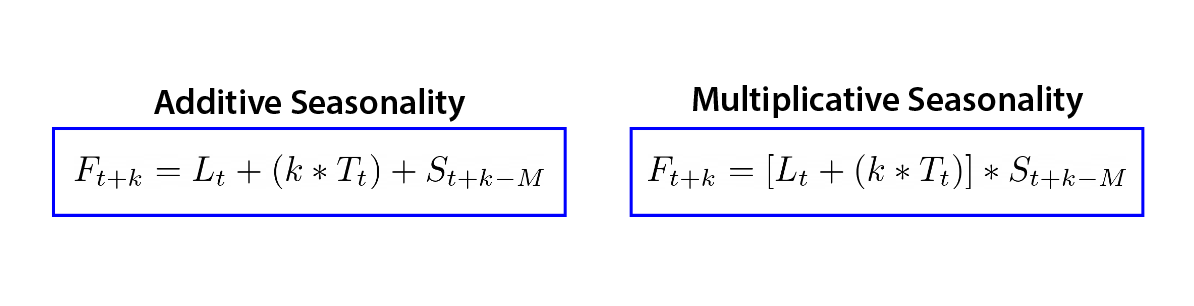 Additive Seasonality
F_{t+k} = L_t + (k * T_t) + S_{t+k-M}
Multiplicative Seasonality
F_{t+k} = [L_t + (k * T_t)] * S_{t+k-M}